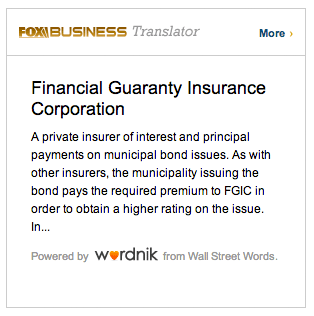 FOX BUSINESS Translator More ›
Financial Guaranty Insurance
Corporation
A private insurer of interest and principal
payments on municipal bond issues. As with
other insurers, the municipality issuing the
bond pays the required premium to FGIC in
order to obtain a higher rating on the issue.
In...
Powered by wordnik from Wall Street Words.